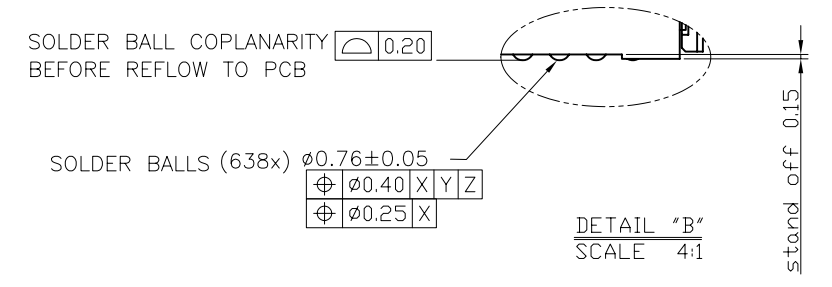 SOLDER BALL COPLANARITY ⌓ 0.20
BEFORE REFLOW TO PCB
SOLDER BALLS (638x) ø0.76±0.05
⌖ ø0.40 X Y Z
⌖ ø0.25 X
DETAIL "B"
SCALE 4:1
stand off 0.15